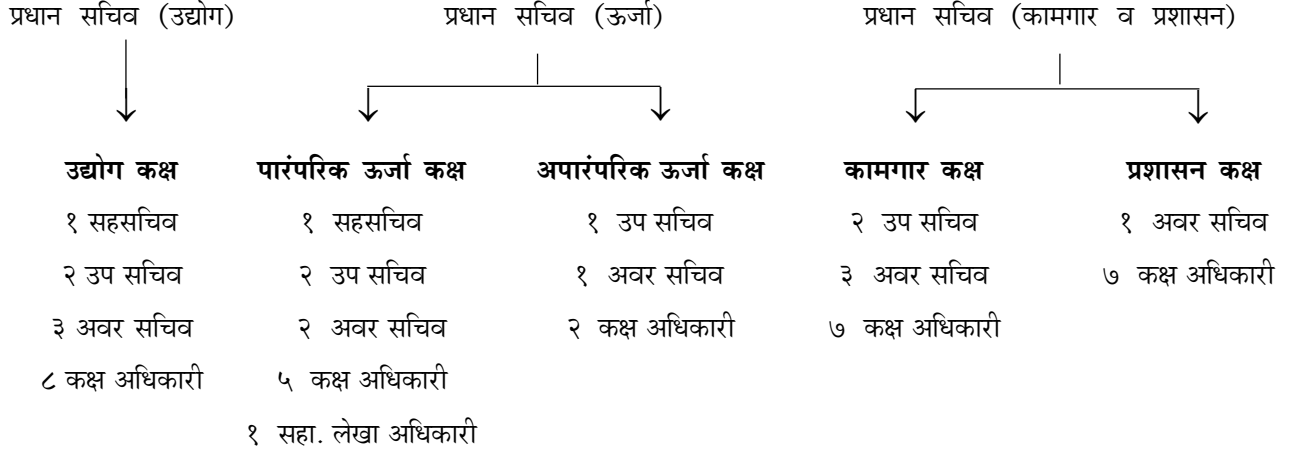 प्रधान सचिव (उद्योग) प्रधान सचिव (ऊर्जा) प्रधान सचिव (कामगार व प्रशासन)
उद्योग कक्ष पारंपरिक ऊर्जा कक्ष अपारंपरिक ऊर्जा कक्ष कामगार कक्ष प्रशासन कक्ष
१ सहसचिव १ सहसचिव १ उप सचिव २ उप सचिव १ अवर सचिव
२ उप सचिव २ उप सचिव १ अवर सचिव ३ अवर सचिव ७ कक्ष अधिकारी
३ अवर सचिव २ अवर सचिव २ कक्ष अधिकारी ७ कक्ष अधिकारी
८ कक्ष अधिकारी ५ कक्ष अधिकारी
१ सहा. लेखा अधिकारी